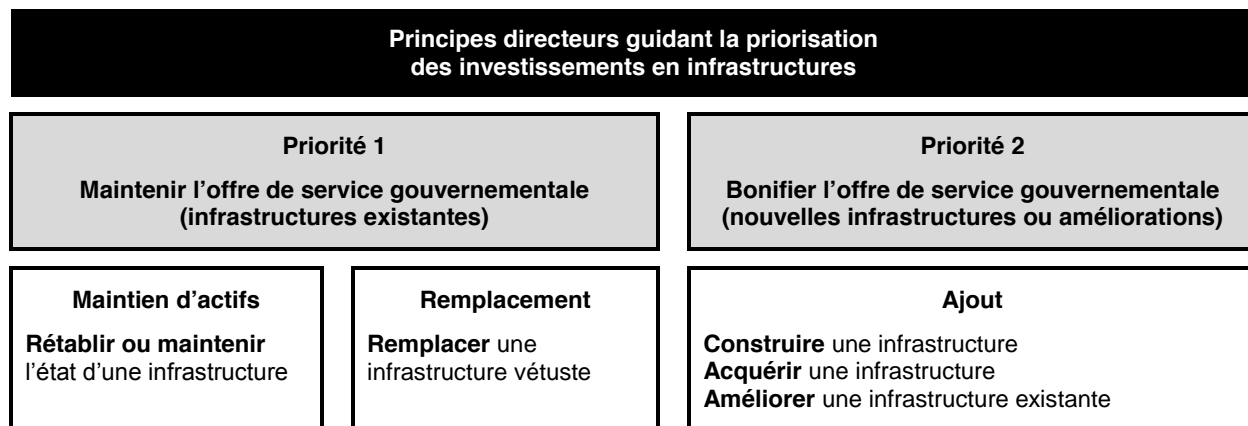 Principes directeurs guidant la priorisation
des investissements en infrastructures
Priorité 1
Maintenir l’offre de service gouvernementale
(infrastructures existantes)
Priorité 2
Bonifier l’offre de service gouvernementale
(nouvelles infrastructures ou améliorations)
Maintien d’actifs
Rétablir ou maintenir
l’état d’une infrastructure
Remplacement
Remplacer une
infrastructure vétuste
Ajout
Construire une infrastructure
Acquérir une infrastructure
Améliorer une infrastructure existante